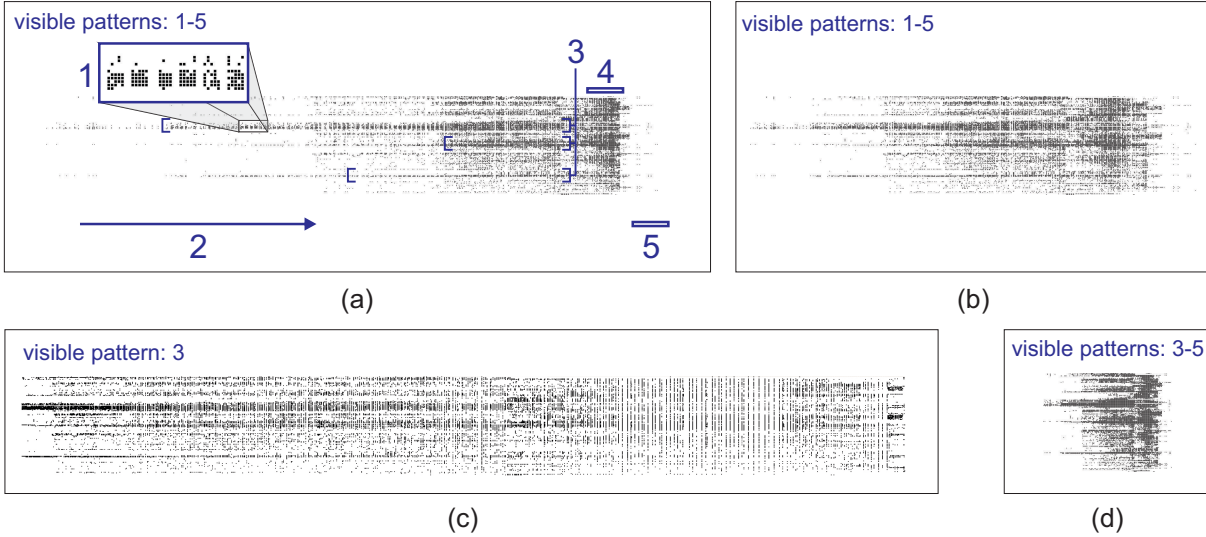 visible patterns: 1-5
1
2
3
4
5
(a)
visible patterns: 1-5
(b)
visible pattern: 3
(c)
visible patterns: 3-5
(d)